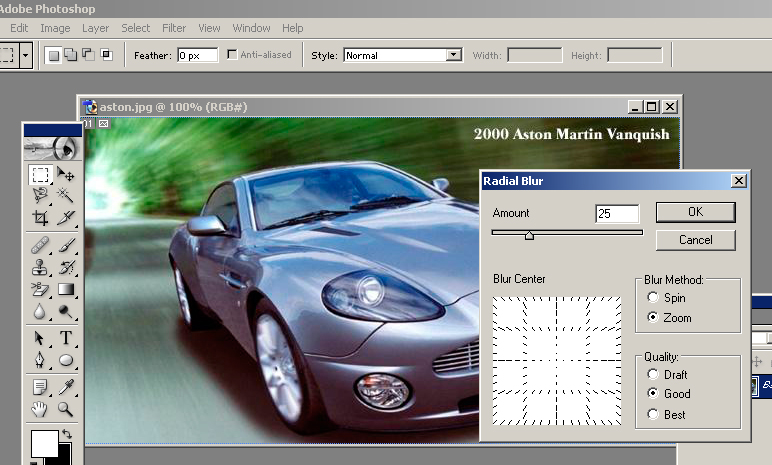 Adobe Photoshop
Edit Image Layer Select Filter View Window Help
Feather: 0 px Anti-aliased Style: Normal Width: Height:
aston.jpg @ 100% (RGB#)
01
2000 Aston Martin Vanquish
Radial Blur
Amount 25 OK
Cancel
Blur Center Blur Method:
Spin
Zoom
Quality:
Draft
Good
Best
T